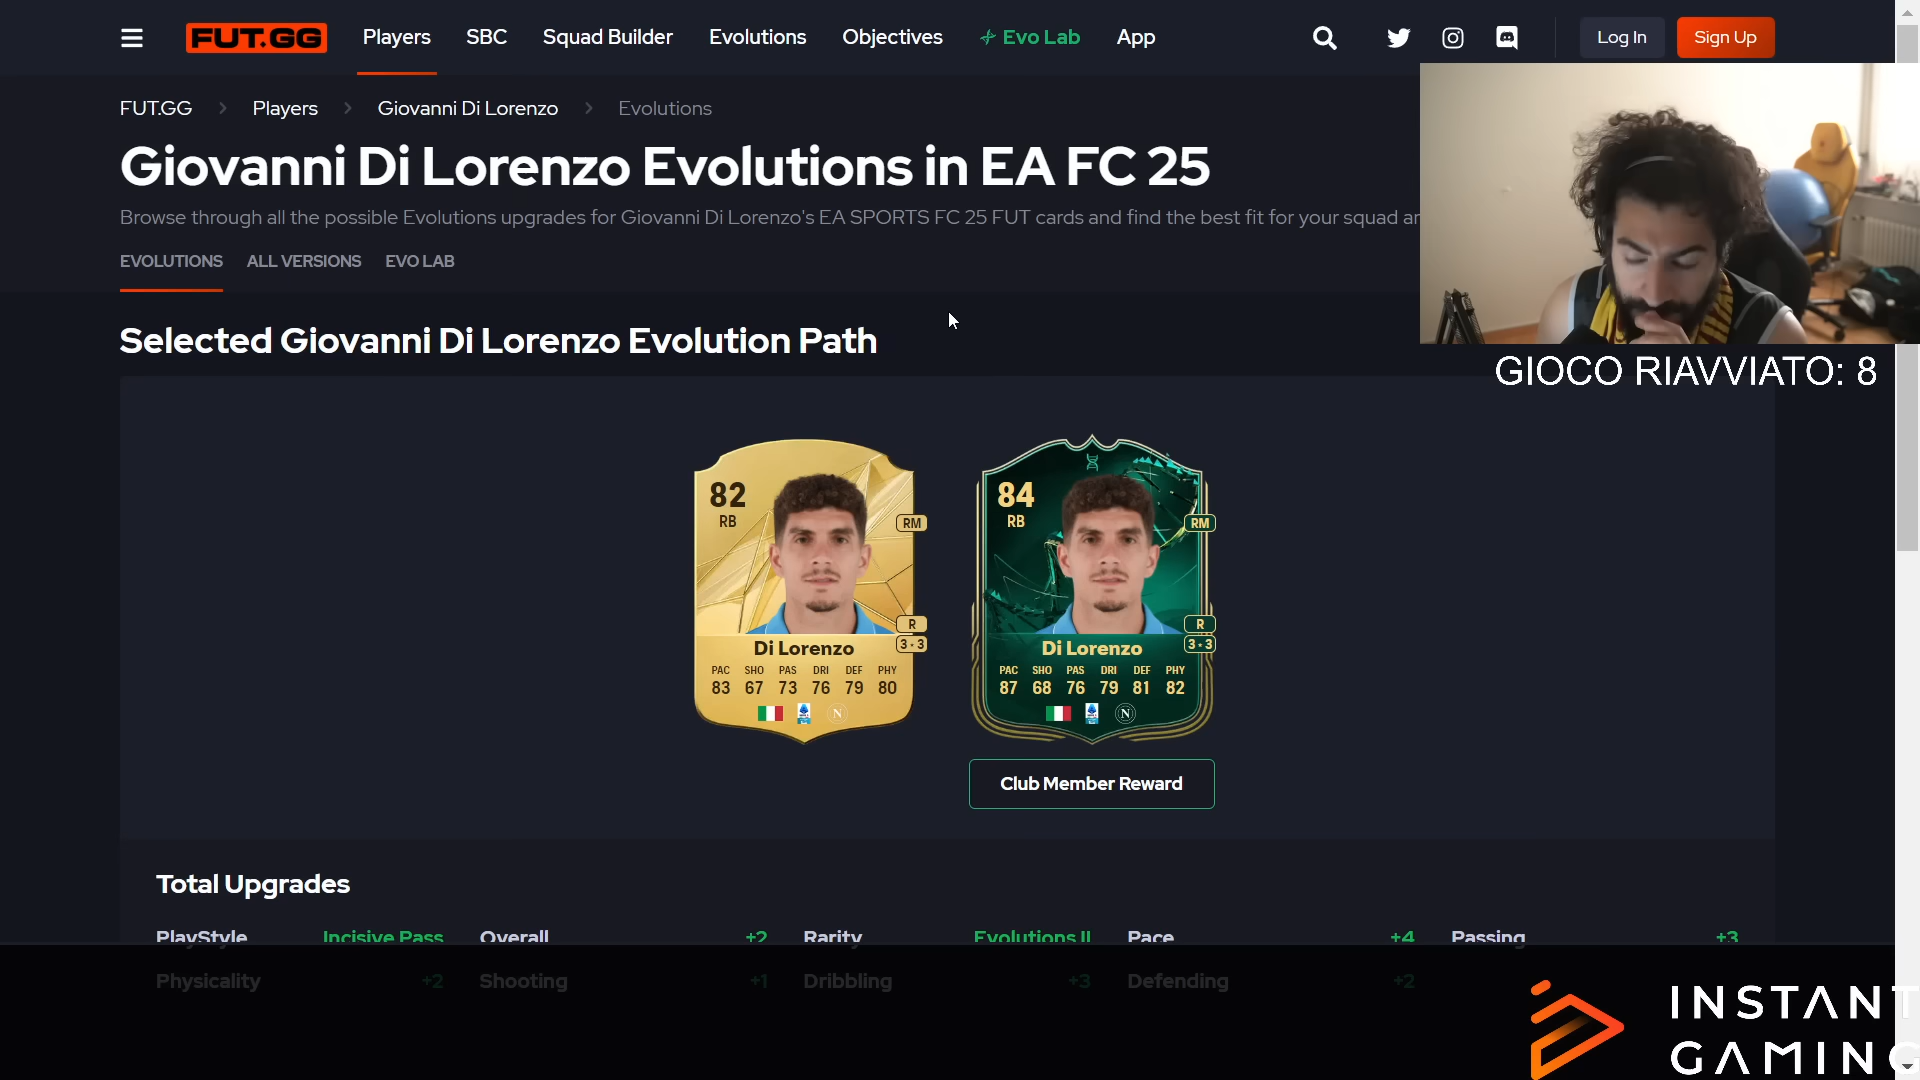 FUT.GG
Players
SBC
Squad Builder
Evolutions
Objectives
Evo Lab
App
Log In
Sign Up
FUT.GG > Players > Giovanni Di Lorenzo > Evolutions
Giovanni Di Lorenzo Evolutions in EA FC 25
Browse through all the possible Evolutions upgrades for Giovanni Di Lorenzo's EA SPORTS FC 25 FUT cards and find the best fit for your squad
EVOLUTIONS
ALL VERSIONS
EVO LAB
GIOCO RIAVVIATO: 8
Selected Giovanni Di Lorenzo Evolution Path
82
RB
RM
R
3 3
Di Lorenzo
PAC SHO PAS DRI DEF PHY
83 67 73 76 79 80
N
84
RB
RM
R
3 3
Di Lorenzo
PAC SHO PAS DRI DEF PHY
87 68 76 79 81 82
N
Club Member Reward
Total Upgrades
PlayStyle Incisive Pass Overall +2 Rarity Evolutions II Pace +4 Passing +3
Physicality +2 Shooting +1 Dribbling +3 Defending +2
INSTANT
GAMING